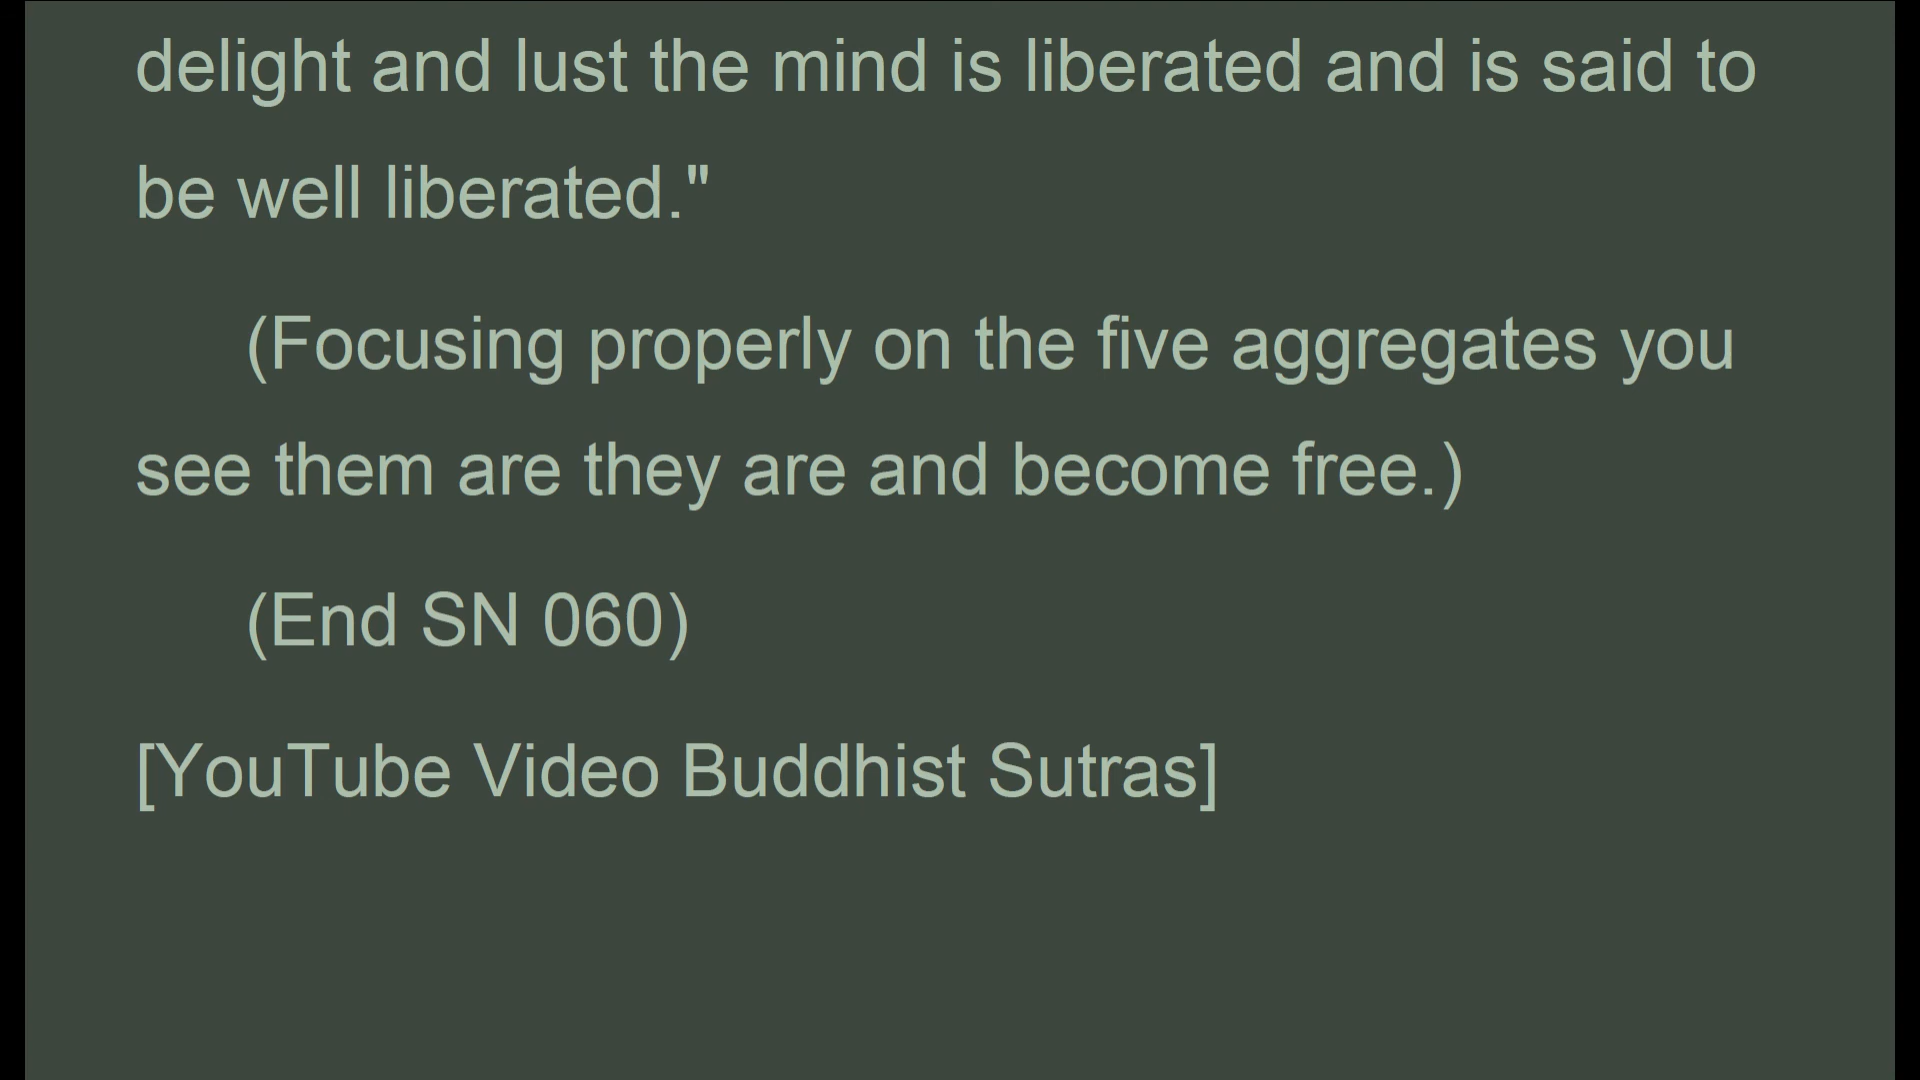 delight and lust the mind is liberated and is said to
be well liberated."
(Focusing properly on the five aggregates you
see them are they are and become free.)
(End SN 060)
[YouTube Video Buddhist Sutras]